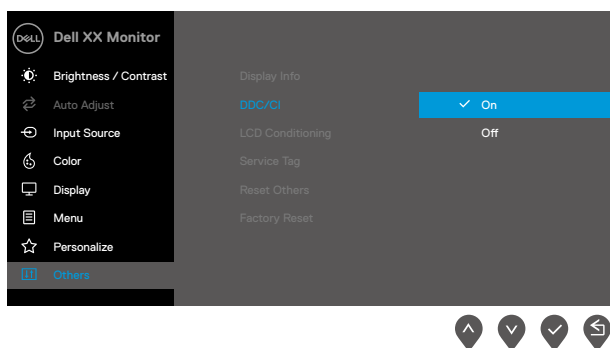 DELL Dell XX Monitor
Brightness / Contrast
Auto Adjust
Input Source
Color
Display
Menu
Personalize
Others
Display Info
DDC/CI
LCD Conditioning
Service Tag
Reset Others
Factory Reset
On
Off